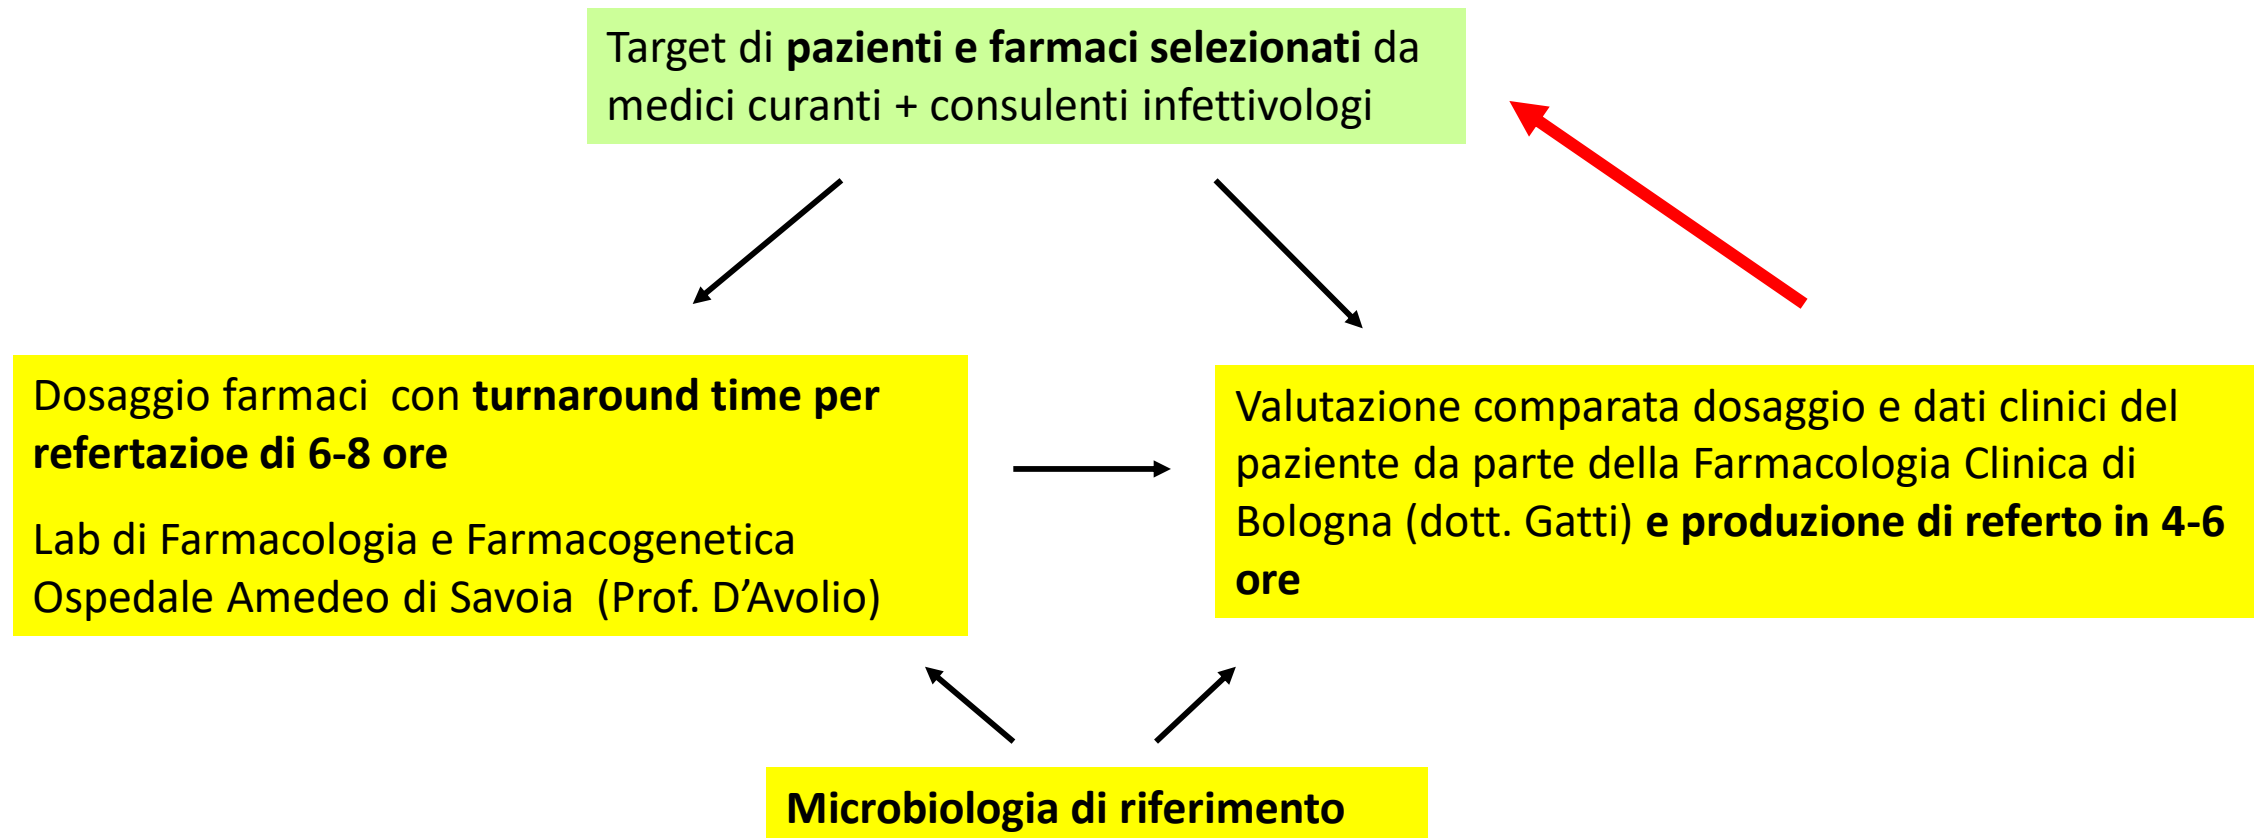 Target di pazienti e farmaci selezionati da
medici curanti + consulenti infettivologi
Dosaggio farmaci con turnaround time per
refertazioe di 6-8 ore
Lab di Farmacologia e Farmacogenetica
Ospedale Amedeo di Savoia (Prof. D’Avolio)
Valutazione comparata dosaggio e dati clinici del
paziente da parte della Farmacologia Clinica di
Bologna (dott. Gatti) e produzione di referto in 4-6
ore
Microbiologia di riferimento